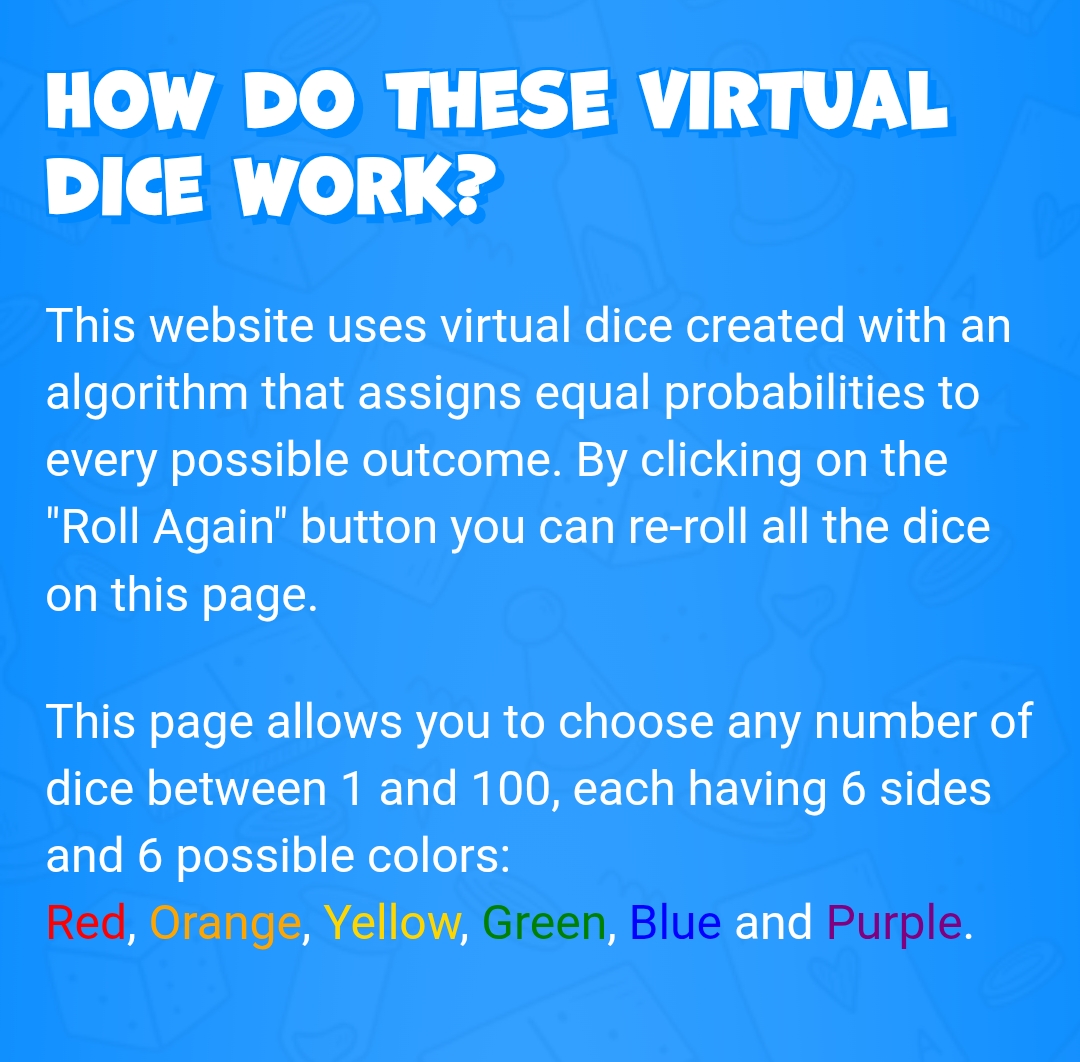 HOW DO THESE VIRTUAL
DICE WORK?
This website uses virtual dice created with an
algorithm that assigns equal probabilities to
every possible outcome. By clicking on the
"Roll Again" button you can re-roll all the dice
on this page.
This page allows you to choose any number of
dice between 1 and 100, each having 6 sides
and 6 possible colors:
Red, Orange, Yellow, Green, Blue and Purple.